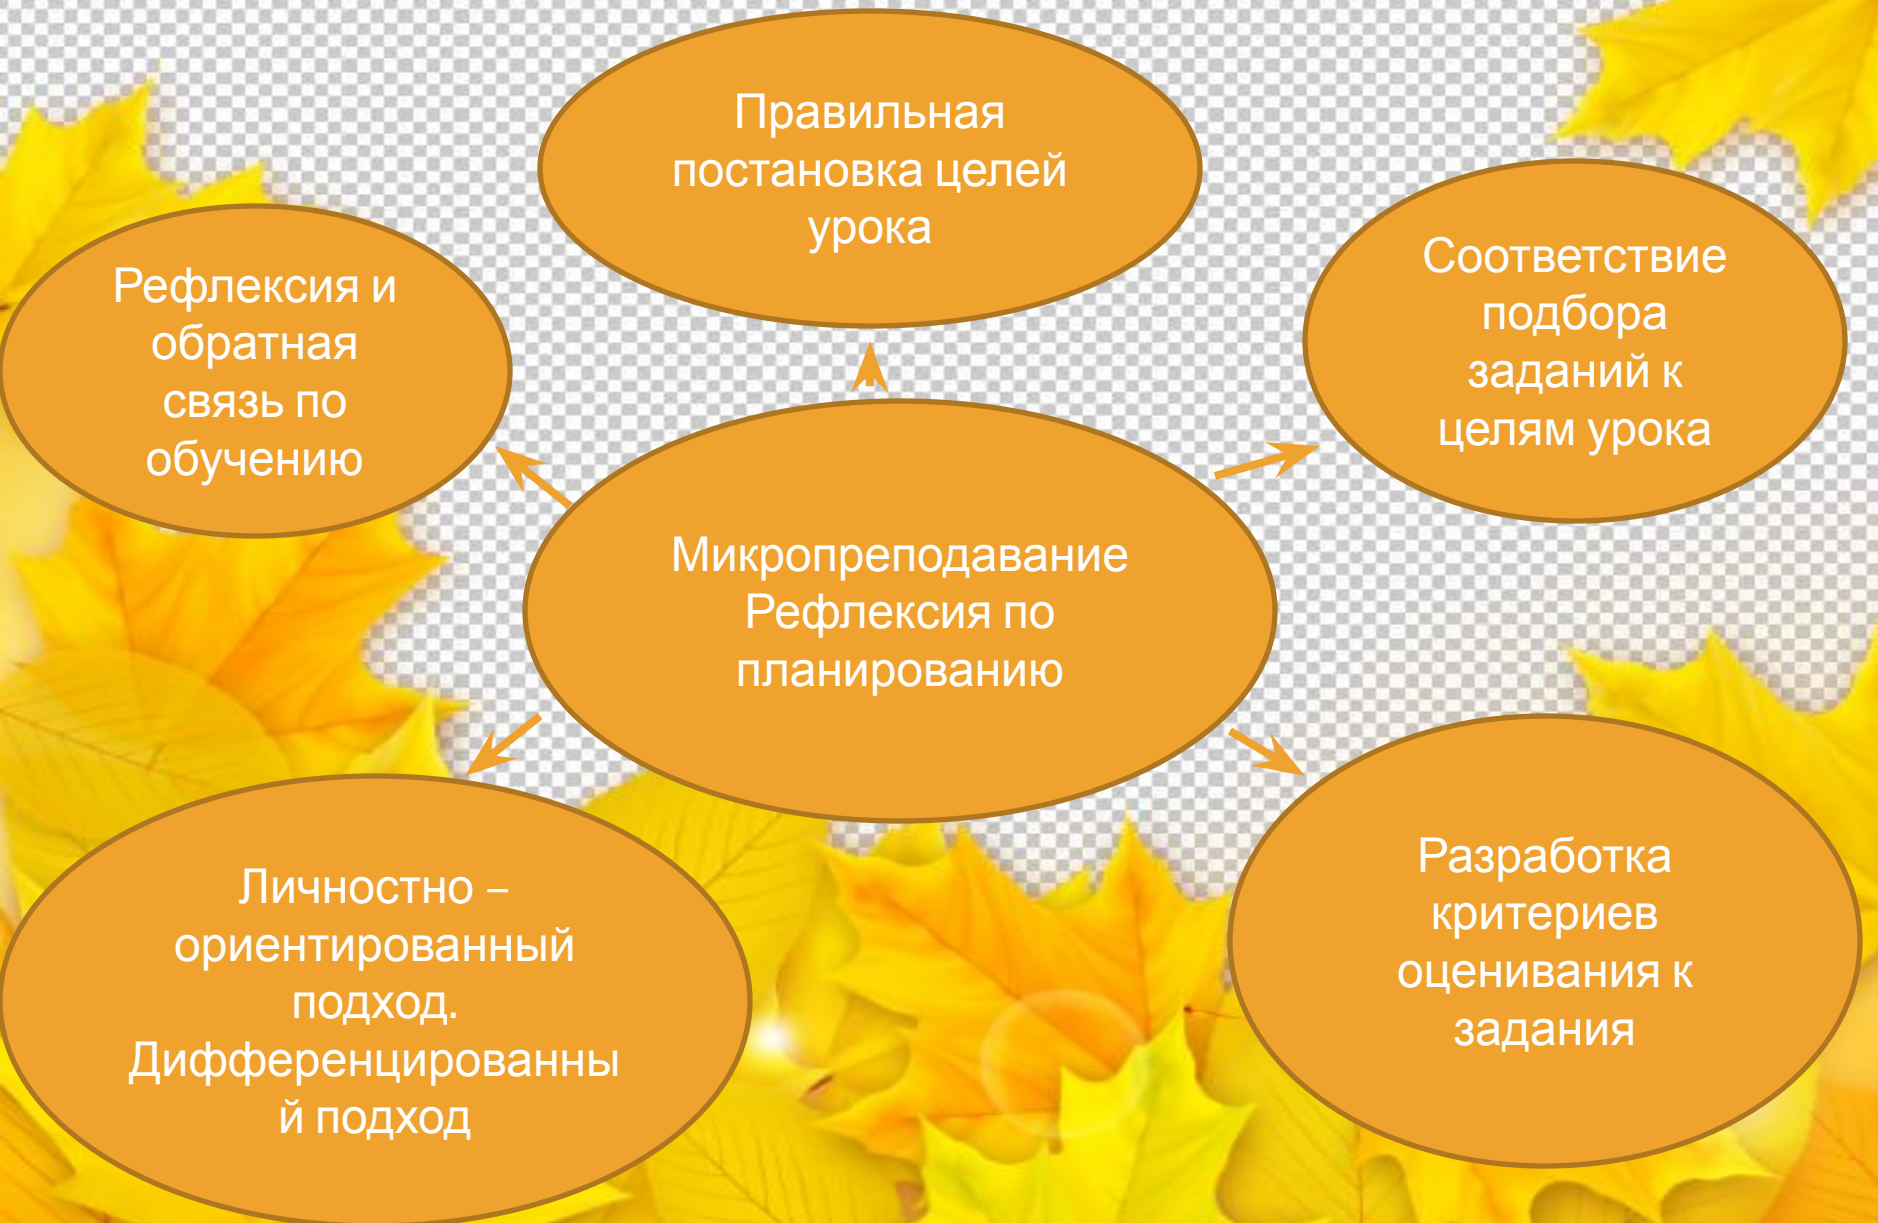 Правильная
постановка целей
урока
Рефлексия и
обратная
связь по
обучению
Соответствие
подбора
заданий к
целям урока
Микропреподавание
Рефлексия по
планированию
Личностно –
ориентированный
подход.
Дифференцированны
й подход
Разработка
критериев
оценивания к
задания